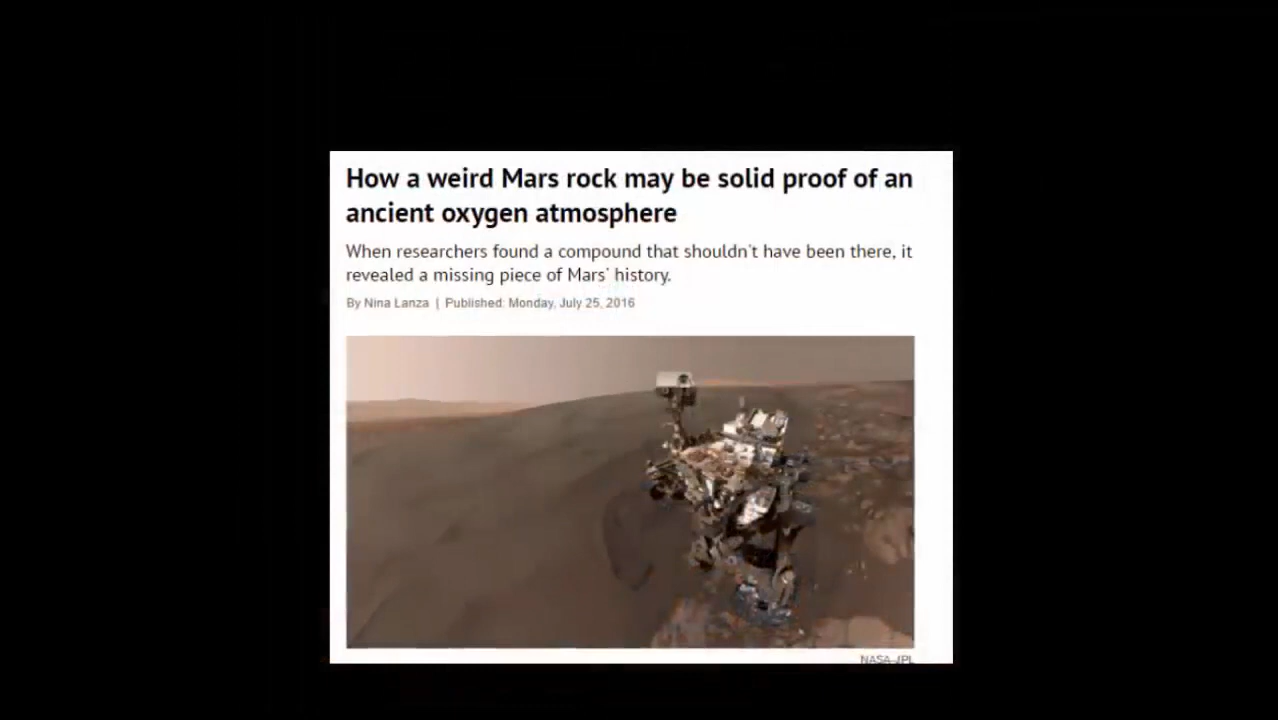 How a weird Mars rock may be solid proof of an
ancient oxygen atmosphere
When researchers found a compound that shouldn't have been there, it
revealed a missing piece of Mars' history.
By Nina Lanza | Published: Monday, July 25, 2016
NASA-JPL